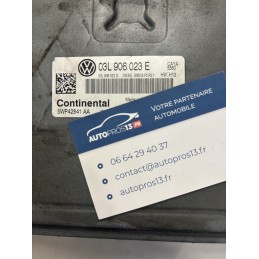 03L 906 023 E
Continental
5WP42841 AA
AUTOPROS13.FR
VOTRE PARTENAIRE
AUTOMOBILE
06 64 29 40 37
contact@autopros13.fr
autopros13.fr